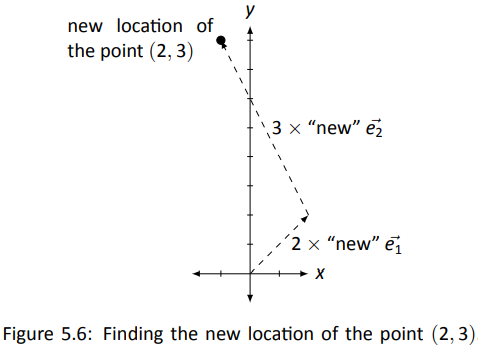 y
new location of
the point (2, 3)
3 × “new” e⃗₂
2 × “new” e⃗₁
x
Figure 5.6: Finding the new location of the point (2, 3)